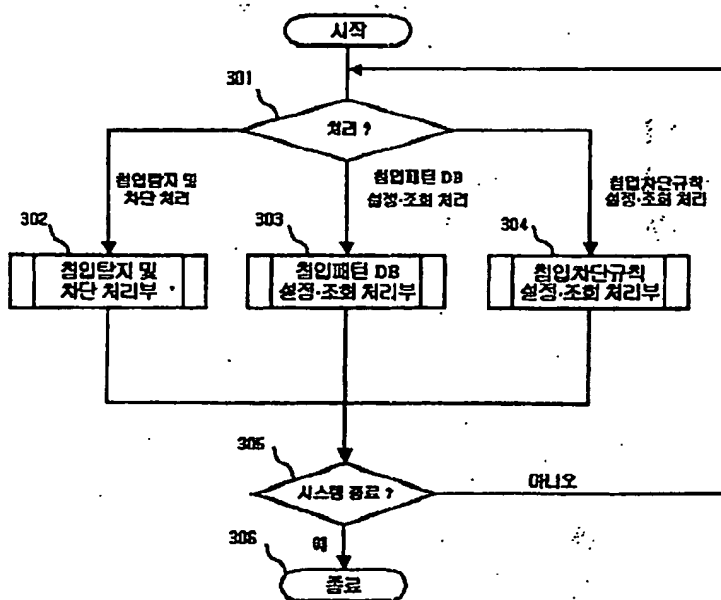 시작
301
처리 ?
침입탐지 및
차단 처리
침입패턴 DB
설정·조회 처리
침입차단규칙
설정·조회 처리
302
침입탐지 및
차단 처리부
303
침입패턴 DB
설정·조회 처리부
304
침입차단규칙
설정·조회 처리부
305
시스템 종료 ?
아니오
예
306
종료